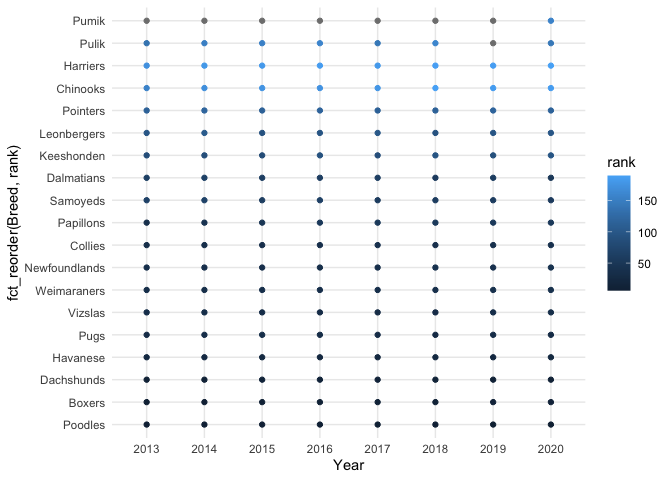 fct_reorder(Breed, rank)
Pumik
Pulik
Harriers
Chinooks
Pointers
Leonbergers
Keeshonden
Dalmatians
Samoyeds
Papillons
Collies
Newfoundlands
Weimaraners
Vizslas
Pugs
Havanese
Dachshunds
Boxers
Poodles
2013 2014 2015 2016 2017 2018 2019 2020
Year
rank
150
100
50